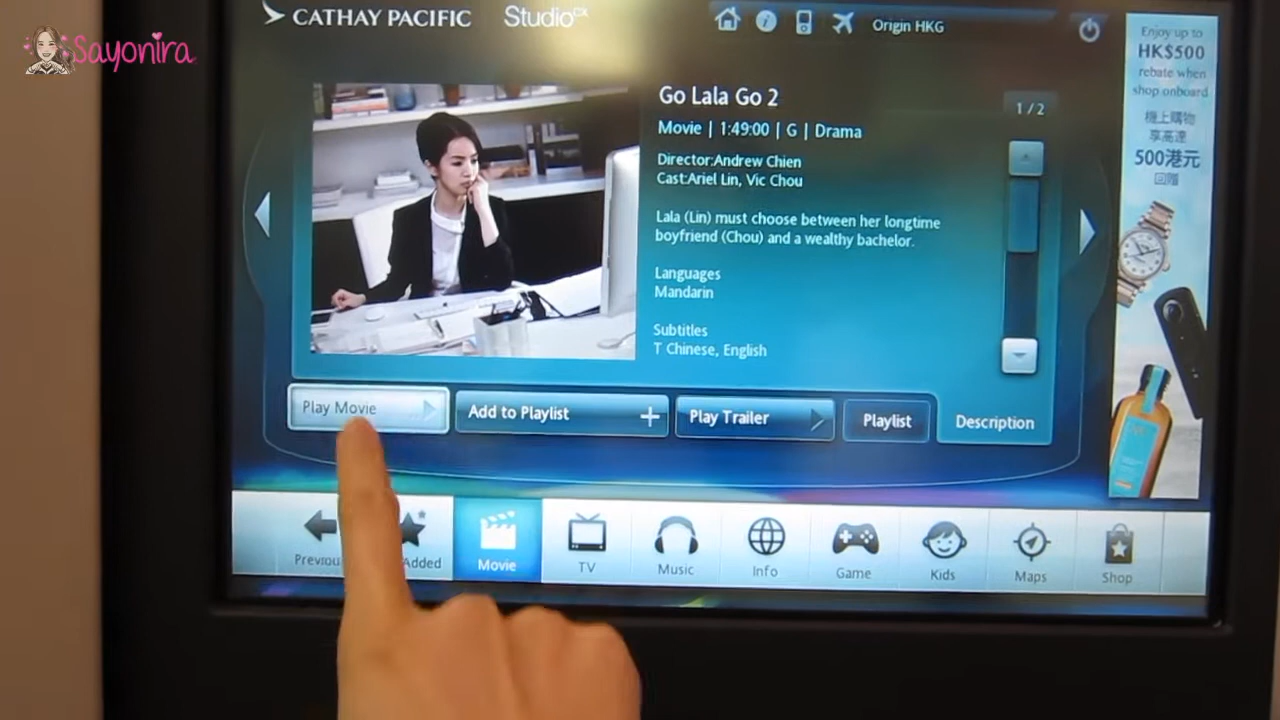 Sayonira
CATHAY PACIFIC
StudioCX
Origin HKG
Go Lala Go 2
Movie | 1:49:00 | G | Drama
Director:Andrew Chien
Cast:Ariel Lin, Vic Chou
Lala (Lin) must choose between her longtime
boyfriend (Chou) and a wealthy bachelor.
Languages
Mandarin
Subtitles
T Chinese, English
1 / 2
Play Movie
Add to Playlist
Play Trailer
Playlist
Description
Previou
Added
Movie
TV
Music
Info
Game
Kids
Maps
Shop
Enjoy up to
HK$500
rebate when
shop onboard
機上購物
享高達
500港元
回贈